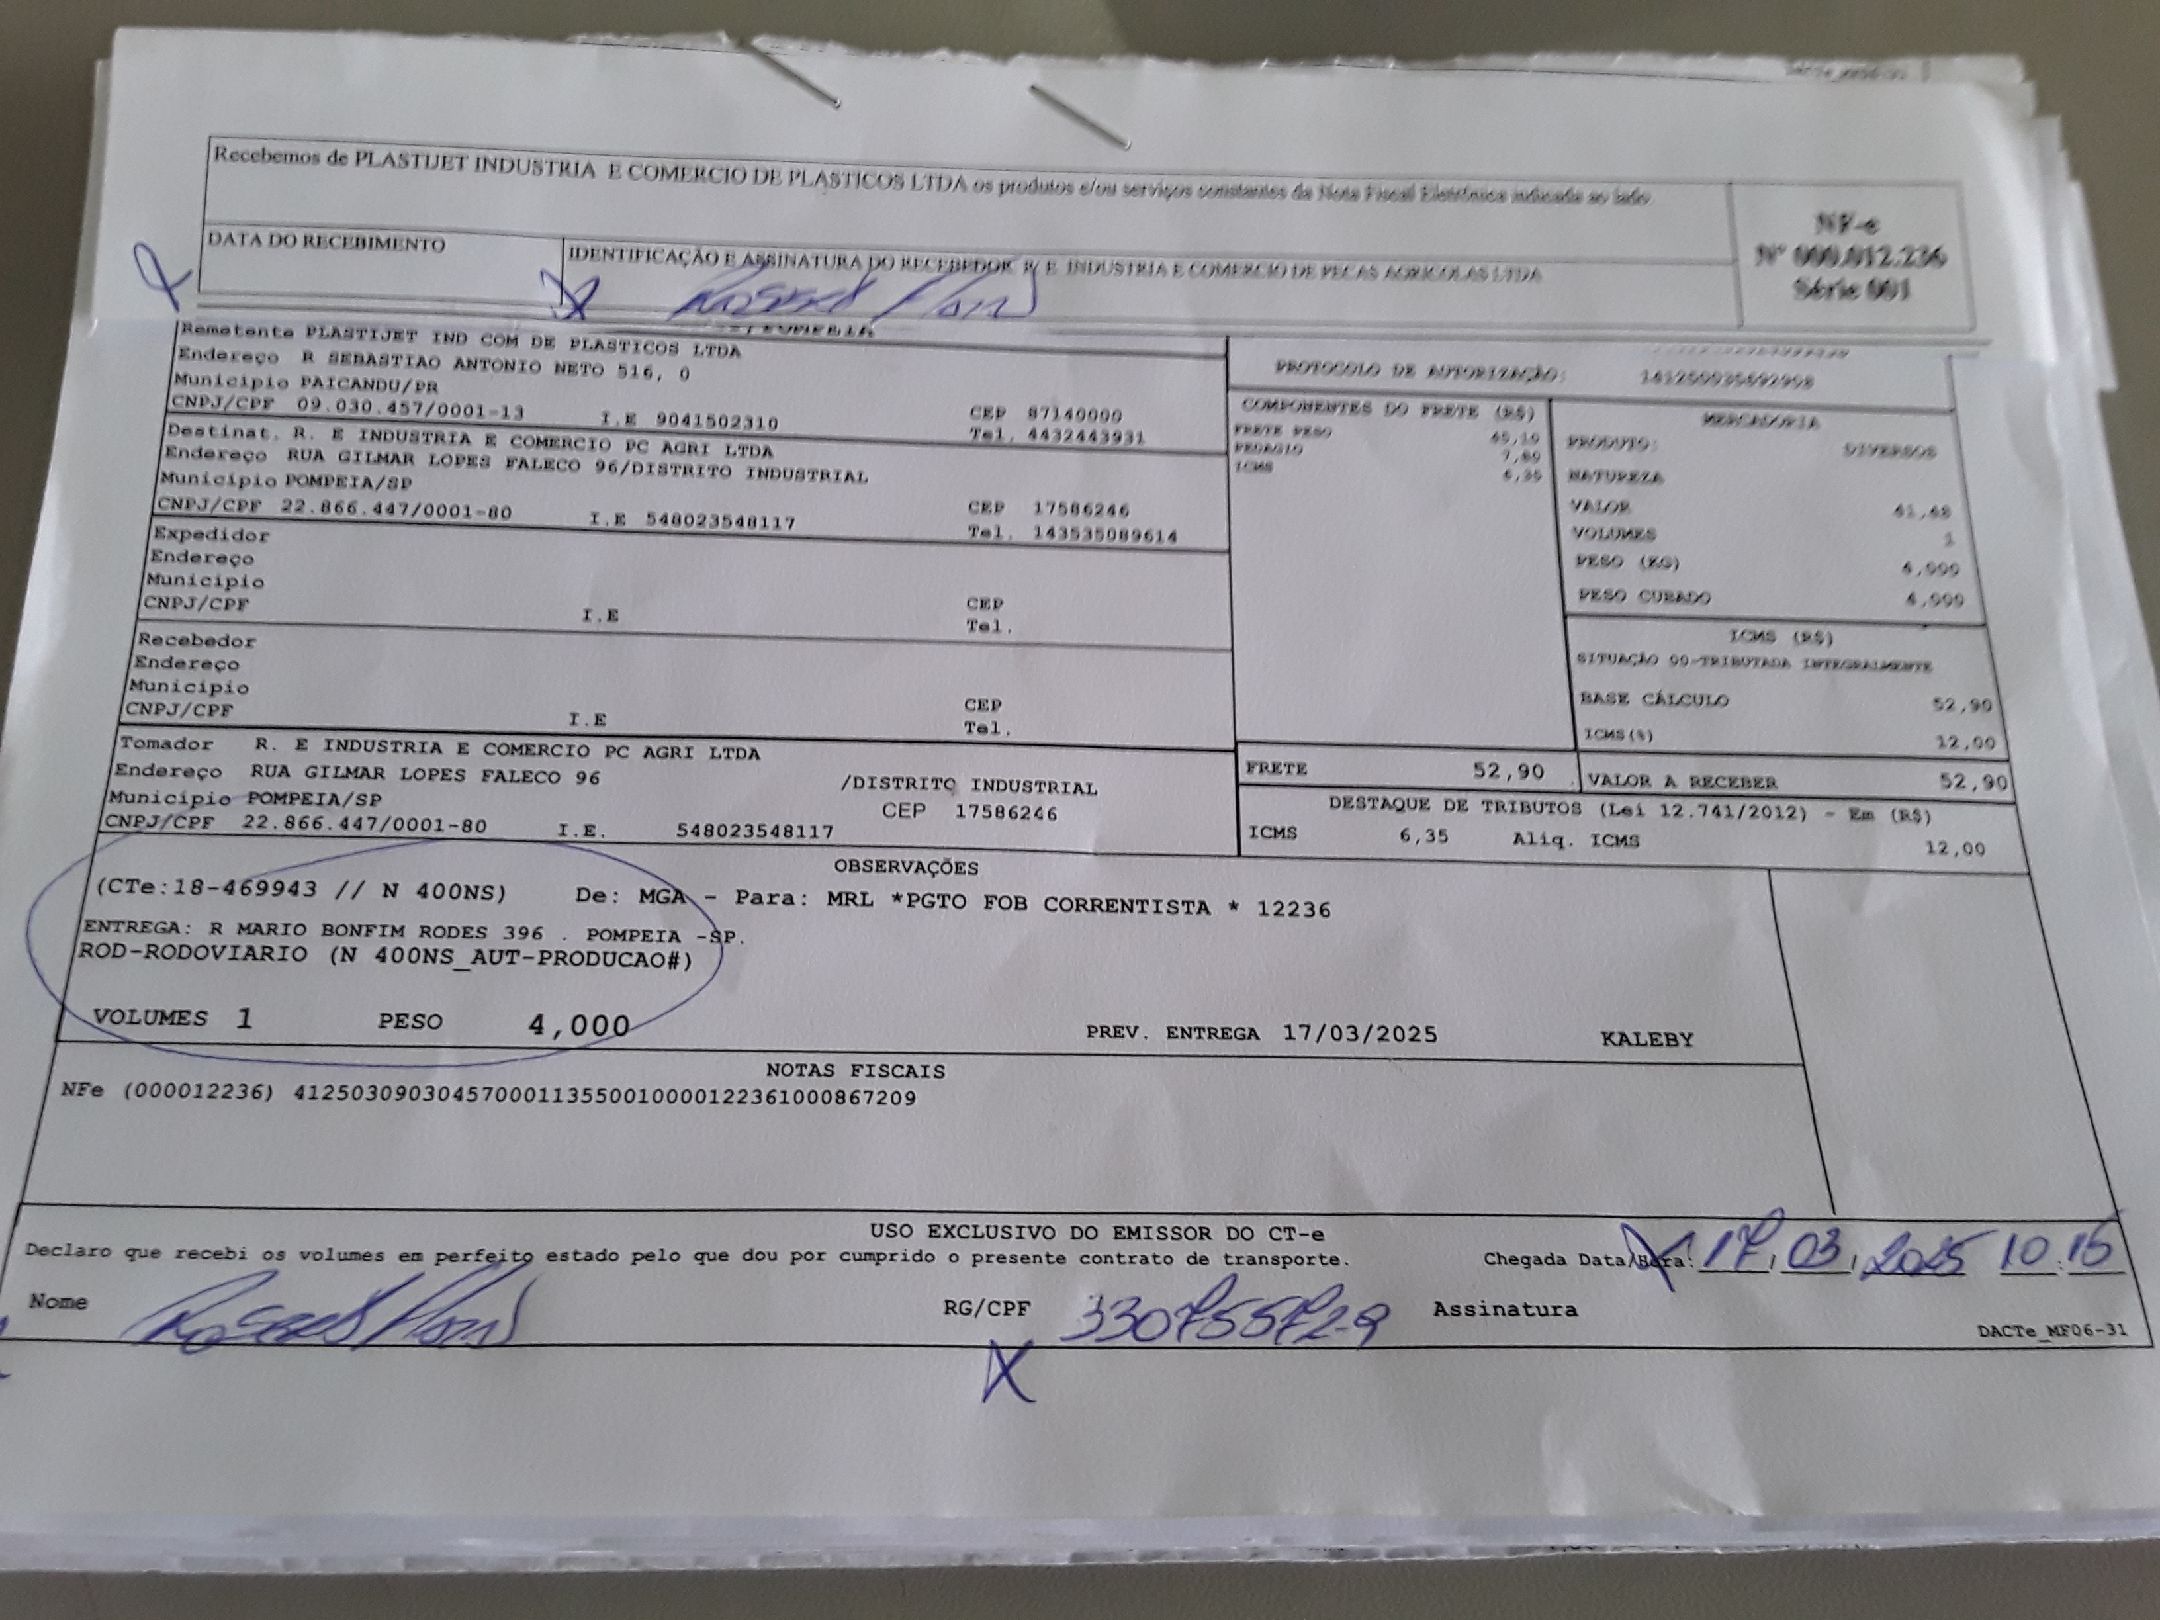 Recebemos de PLASTIJET INDUSTRIA E COMERCIO DE PLASTICOS LTDA os produtos e/ou serviços constantes da Nota Fiscal Eletrônica indicada ao lado
NF-e
Nº 000.012.236
Série 001
DATA DO RECEBIMENTO
IDENTIFICAÇÃO E ASSINATURA DO RECEBEDOR R E INDUSTRIA E COMERCIO DE PECAS AGRICOLAS LTDA
Remetente PLASTIJET IND COM DE PLASTICOS LTDA
Endereço R SEBASTIAO ANTONIO NETO 516, 0
Município PAICANDU/PR
CNPJ/CPF 09.030.457/0001-13 I.E 9041502310 CEP 87140000
Tel. 4432443931
Destinat. R. E INDUSTRIA E COMERCIO PC AGRI LTDA
Endereço RUA GILMAR LOPES FALECO 96/DISTRITO INDUSTRIAL
Município POMPEIA/SP
CNPJ/CPF 22.866.447/0001-80 I.E 548023548117 CEP 17586246
Tel. 143535089614
Expedidor
Endereço
Município
CNPJ/CPF I.E CEP
Tel.
Recebedor
Endereço
Município
CNPJ/CPF I.E CEP
Tel.
Tomador R. E INDUSTRIA E COMERCIO PC AGRI LTDA
Endereço RUA GILMAR LOPES FALECO 96 /DISTRITO INDUSTRIAL
Município POMPEIA/SP CEP 17586246
CNPJ/CPF 22.866.447/0001-80 I.E. 548023548117
PROTOCOLO DE AUTORIZAÇÃO:
COMPONENTES DO FRETE (R$)
FRETE PESO
PEDAGIO
ICMS 6,35
MERCADORIA
PRODUTO: DIVERSOS
NATUREZA
VALOR 41,48
VOLUMES 1
PESO (KG) 4,000
PESO CUBADO 4,000
ICMS (R$)
SITUAÇÃO 00-TRIBUTADA INTEGRALMENTE
BASE CÁLCULO 52,90
ICMS(%) 12,00
FRETE 52,90
VALOR A RECEBER 52,90
DESTAQUE DE TRIBUTOS (Lei 12.741/2012) - Em (R$)
ICMS 6,35 Aliq. ICMS 12,00
OBSERVAÇÕES
(CTe:18-469943 // N 400NS) De: MGA - Para: MRL *PGTO FOB CORRENTISTA * 12236
ENTREGA: R MARIO BONFIM RODES 396 . POMPEIA -SP.
ROD-RODOVIARIO (N 400NS_AUT-PRODUCAO#)
VOLUMES 1 PESO 4,000 PREV. ENTREGA 17/03/2025 KALEBY
NOTAS FISCAIS
NFe (000012236) 41250309030457000113550010000122361000867209
USO EXCLUSIVO DO EMISSOR DO CT-e
Declaro que recebi os volumes em perfeito estado pelo que dou por cumprido o presente contrato de transporte. Chegada Data/Hora: 17,03,2025 10:15
Nome RG/CPF 33075572-9 Assinatura
DACTe_MF06-31